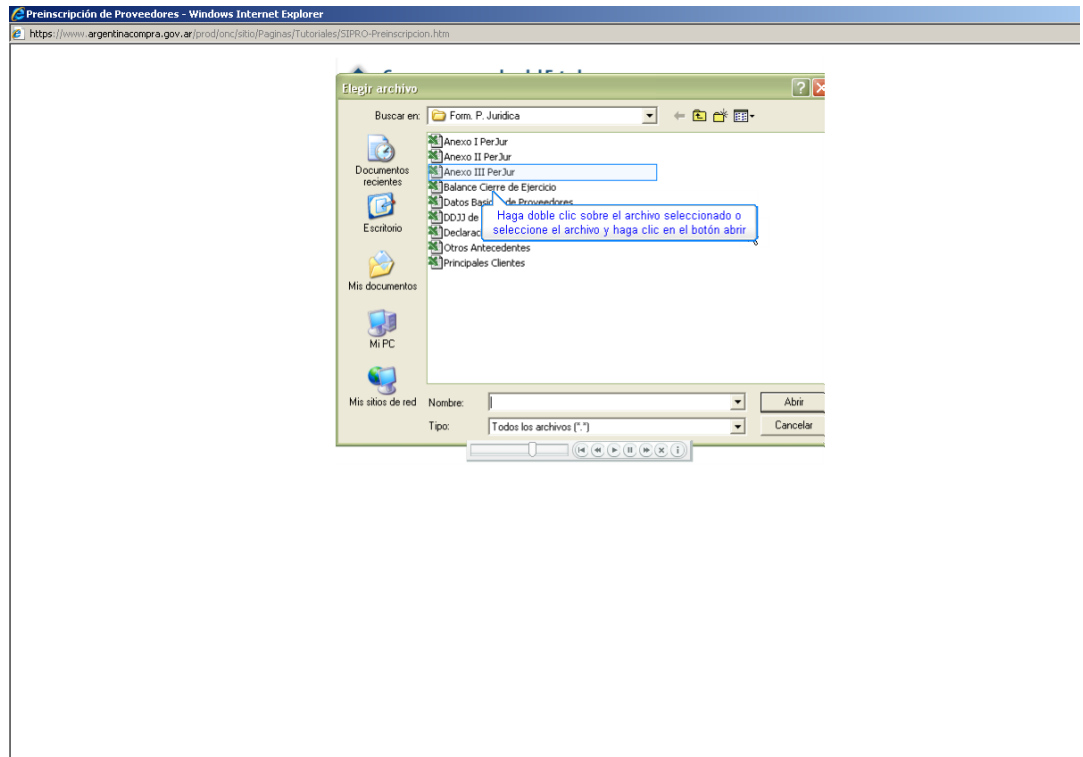 Preinscripción de Proveedores - Windows Internet Explorer
https://www.argentinacompra.gov.ar/prod/onc/sitio/Paginas/Tutoriales/SIPRO-Preinscripcion.htm
Elegir archivo
Buscar en: Form. P. Juridica
Documentos recientes
Escritorio
Mis documentos
Mi PC
Mis sitios de red
Anexo I PerJur
Anexo II PerJur
Anexo III PerJur
Balance Cierre de Ejercicio
Datos de Proveedores
DDJJ de
Otros Antecedentes
Principales Clientes
Haga doble clic sobre el archivo seleccionado o
seleccione el archivo y haga clic en el botón abrir
Nombre:
Abrir
Tipo: Todos los archivos (*.*)
Cancelar